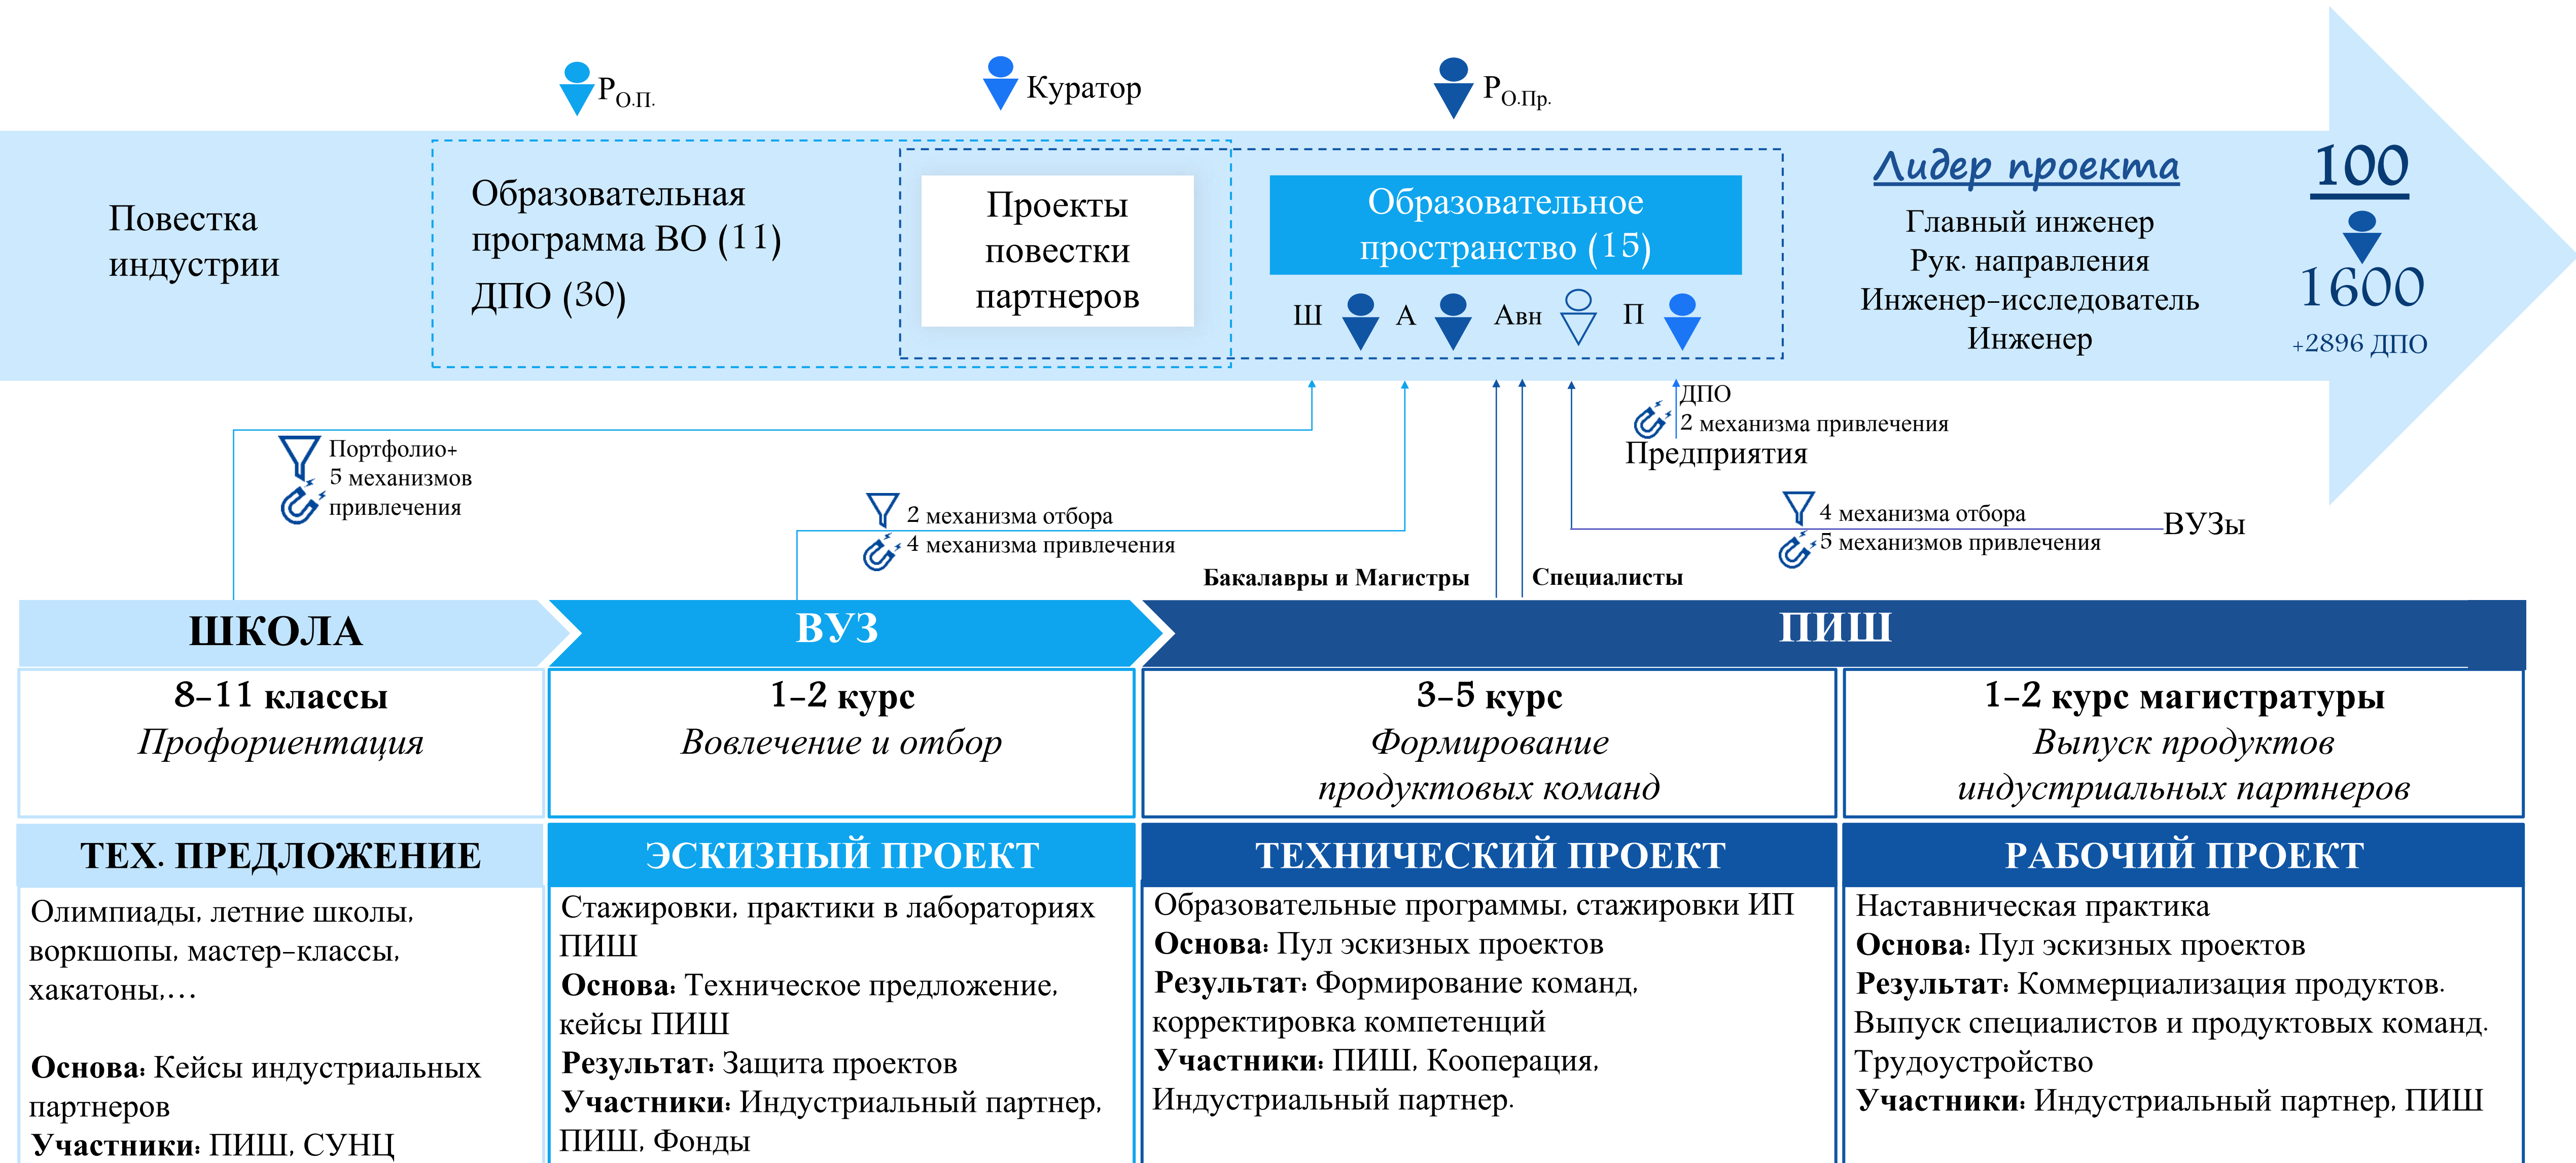 Р О.П.
Куратор
Р О.Пр.
Повестка
индустрии
Образовательная
программа ВО (11)
ДПО (30)
Проекты
повестки
партнеров
Образовательное
пространство (15)
Ш
А
Авн
П
Лидер проекта
Главный инженер
Рук. направления
Инженер-исследователь
Инженер
100
1600
+2896 ДПО
Портфолио+
5 механизмов
привлечения
2 механизма отбора
4 механизма привлечения
ДПО
2 механизма привлечения
Предприятия
4 механизма отбора
5 механизмов привлечения
ВУЗы
Бакалавры и Магистры
Специалисты
ШКОЛА
ВУЗ
ПИШ
8-11 классы
Профориентация
1-2 курс
Вовлечение и отбор
3-5 курс
Формирование
продуктовых команд
1-2 курс магистратуры
Выпуск продуктов
индустриальных партнеров
ТЕХ. ПРЕДЛОЖЕНИЕ
Олимпиады, летние школы,
воркшопы, мастер-классы,
хакатоны,...
Основа: Кейсы индустриальных
партнеров
Участники: ПИШ, СУНЦ
ЭСКИЗНЫЙ ПРОЕКТ
Стажировки, практики в лабораториях
ПИШ
Основа: Техническое предложение,
кейсы ПИШ
Результат: Защита проектов
Участники: Индустриальный партнер,
ПИШ, Фонды
ТЕХНИЧЕСКИЙ ПРОЕКТ
Образовательные программы, стажировки ИП
Основа: Пул эскизных проектов
Результат: Формирование команд,
корректировка компетенций
Участники: ПИШ, Кооперация,
Индустриальный партнер.
РАБОЧИЙ ПРОЕКТ
Наставническая практика
Основа: Пул эскизных проектов
Результат: Коммерциализация продуктов.
Выпуск специалистов и продуктовых команд.
Трудоустройство
Участники: Индустриальный партнер, ПИШ